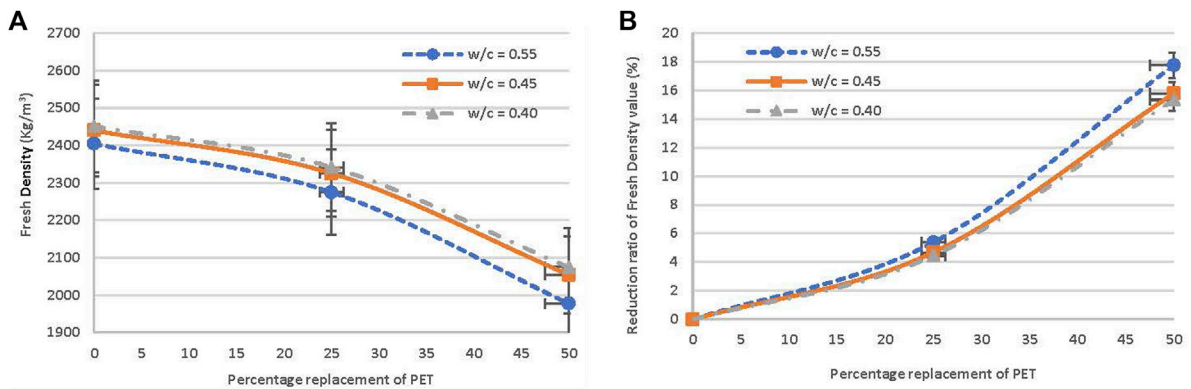 A
Fresh Density (Kg/m³)
2700
2600
2500
2400
2300
2200
2100
2000
1900
w/c = 0.55
w/c = 0.45
w/c = 0.40
0 5 10 15 20 25 30 35 40 45 50
Percentage replacement of PET
B
Reduction ratio of Fresh Density value (%)
20
18
16
14
12
10
8
6
4
2
0
w/c = 0.55
w/c = 0.45
w/c = 0.40
0 5 10 15 20 25 30 35 40 45 50
Percentage replacement of PET